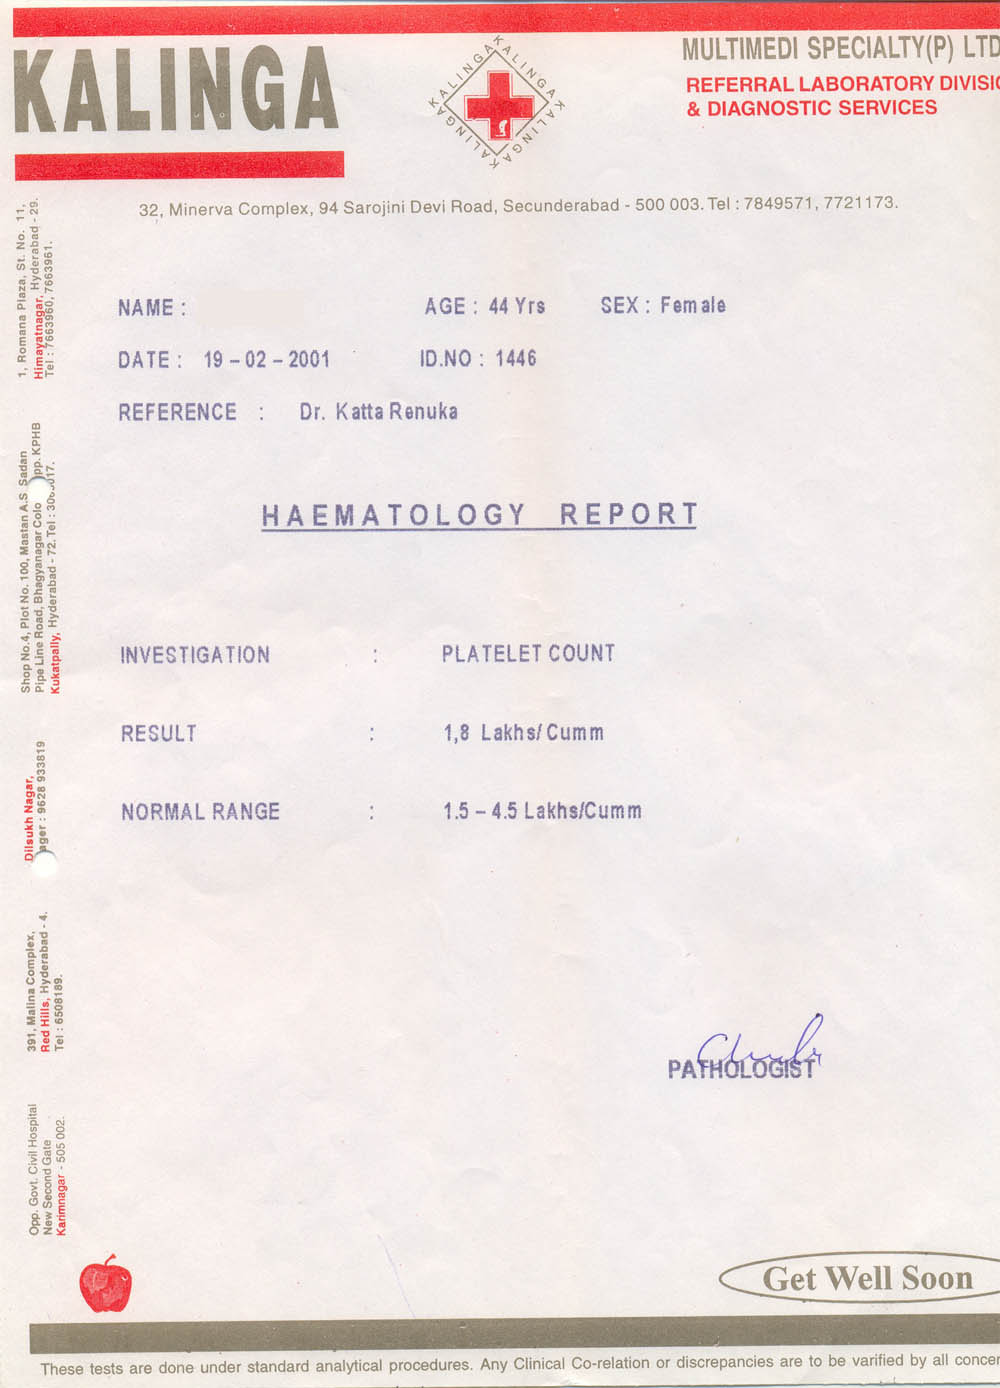 KALINGA
KALINGA KALINGA KALINGA KALINGA
MULTIMEDI SPECIALTY(P) LTD
REFERRAL LABORATORY DIVISIO
& DIAGNOSTIC SERVICES
32, Minerva Complex, 94 Sarojini Devi Road, Secunderabad - 500 003. Tel : 7849571, 7721173.
1, Romana Plaza, St. No. 11,
Himayatnagar, Hyderabad - 29.
Tel : 7663960, 7663961.
Shop No.4, Plot No. 100, Mastan A.S Sadan
Pipe Line Road, Bhagyanagar Colo pp. KPHB
Kukatpally, Hyderabad - 72. Tel : 30 017.
Dilsukh Nagar,
ager : 9628 933819
391, Malina Complex,
Red Hills, Hyderabad - 4.
Tel : 6508189.
Opp. Govt. Civil Hospital
New Second Gate
Karimnagar - 505 002.
NAME : AGE : 44 Yrs SEX : Female
DATE : 19 - 02 - 2001 ID.NO : 1446
REFERENCE : Dr. Katta Renuka
HAEMATOLOGY REPORT
INVESTIGATION : PLATELET COUNT
RESULT : 1,8 Lakhs/Cumm
NORMAL RANGE : 1.5 – 4.5 Lakhs/Cumm
PATHOLOGIST
Get Well Soon
These tests are done under standard analytical procedures. Any Clinical Co-relation or discrepancies are to be varified by all concer